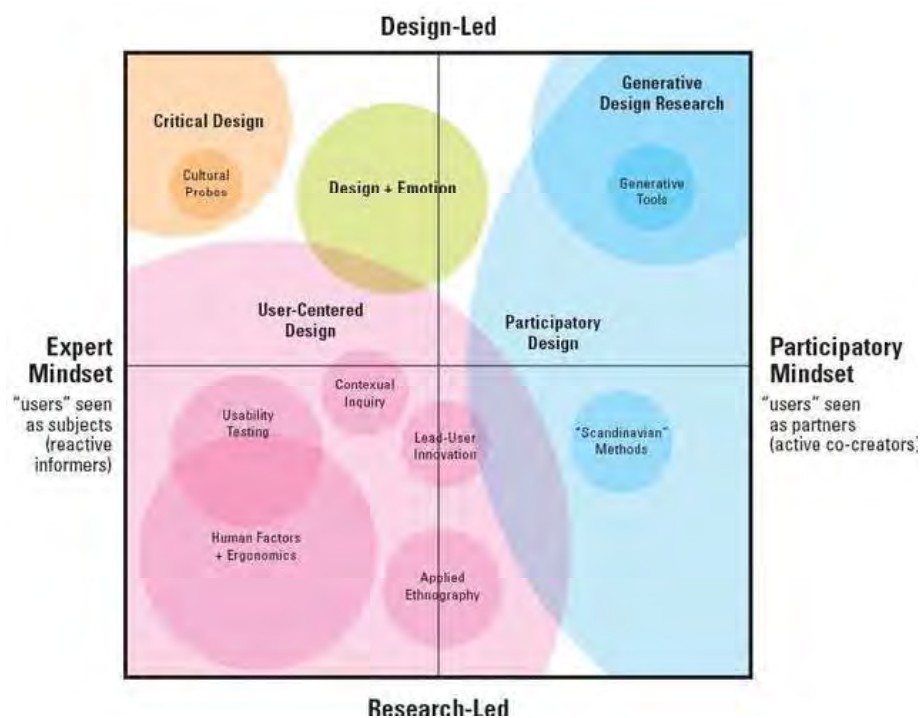 Design-Led
Generative
Design Research
Critical Design
Cultural
Probes
Design + Emotion
Generative
Tools
User-Centered
Design
Participatory
Design
Expert
Mindset
"users" seen
as subjects
(reactive
informers)
Participatory
Mindset
"users" seen
as partners
(active co-creators)
Contexual
Inquiry
Usability
Testing
Lead-User
Innovation
"Scandinavian"
Methods
Human Factors
+ Ergonomics
Applied
Ethnography
Research-Led